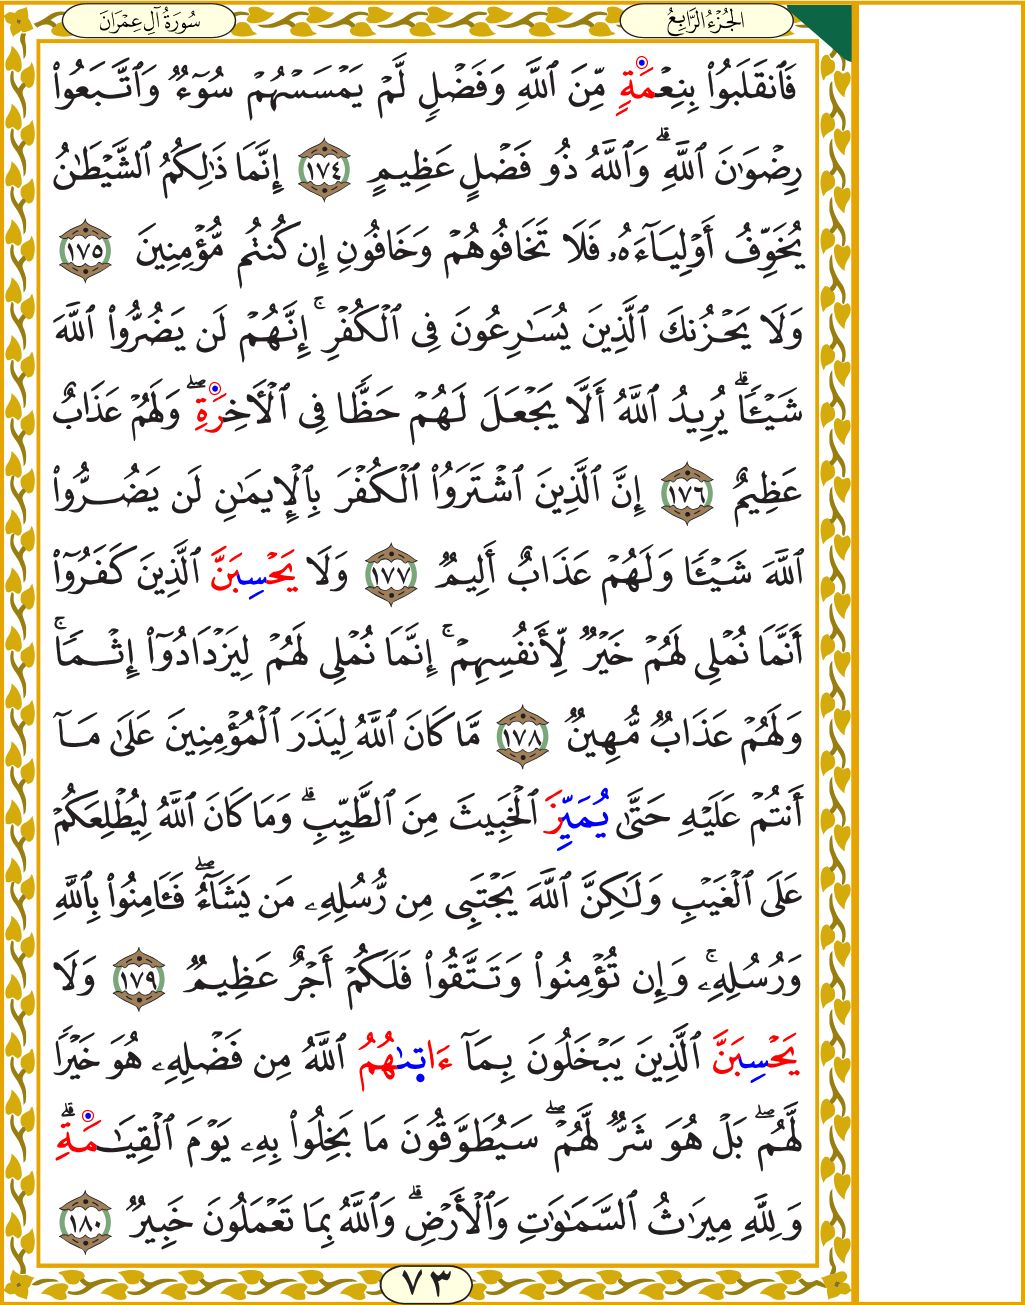 الجُزْءُ الرَّابِعُ
سُورَةُ آلِ عِمْرَانَ
فَٱنقَلَبُوا۟ بِنِعْمَةٍ مِّنَ ٱللَّهِ وَفَضْلٍ لَّمْ يَمْسَسْهُمْ سُوٓءٌ وَٱتَّبَعُوا۟
رِضْوَٰنَ ٱللَّهِ ۗ وَٱللَّهُ ذُو فَضْلٍ عَظِيمٍ ١٧٤ إِنَّمَا ذَٰلِكُمُ ٱلشَّيْطَٰنُ
يُخَوِّفُ أَوْلِيَآءَهُۥ فَلَا تَخَافُوهُمْ وَخَافُونِ إِن كُنتُم مُّؤْمِنِينَ ١٧٥
وَلَا يَحْزُنكَ ٱلَّذِينَ يُسَٰرِعُونَ فِى ٱلْكُفْرِ ۚ إِنَّهُمْ لَن يَضُرُّوا۟ ٱللَّهَ
شَيْـًٔا ۗ يُرِيدُ ٱللَّهُ أَلَّا يَجْعَلَ لَهُمْ حَظًّا فِى ٱلْـَٔاخِرَةِ ۖ وَلَهُمْ عَذَابٌ
عَظِيمٌ ١٧٦ إِنَّ ٱلَّذِينَ ٱشْتَرَوُا۟ ٱلْكُفْرَ بِٱلْإِيمَٰنِ لَن يَضُرُّوا۟
ٱللَّهَ شَيْـًٔا وَلَهُمْ عَذَابٌ أَلِيمٌ ١٧٧ وَلَا يَحْسِبَنَّ ٱلَّذِينَ كَفَرُوٓا۟
أَنَّمَا نُمْلِى لَهُمْ خَيْرٌ لِّأَنفُسِهِمْ ۚ إِنَّمَا نُمْلِى لَهُمْ لِيَزْدَادُوٓا۟ إِثْمًا ۚ
وَلَهُمْ عَذَابٌ مُّهِينٌ ١٧٨ مَّا كَانَ ٱللَّهُ لِيَذَرَ ٱلْمُؤْمِنِينَ عَلَىٰ مَآ
أَنتُمْ عَلَيْهِ حَتَّىٰ يُمَيِّزَ ٱلْخَبِيثَ مِنَ ٱلطَّيِّبِ ۗ وَمَا كَانَ ٱللَّهُ لِيُطْلِعَكُمْ
عَلَى ٱلْغَيْبِ وَلَٰكِنَّ ٱللَّهَ يَجْتَبِى مِن رُّسُلِهِۦ مَن يَشَآءُ ۖ فَـَٔامِنُوا۟ بِٱللَّهِ
وَرُسُلِهِۦ ۚ وَإِن تُؤْمِنُوا۟ وَتَتَّقُوا۟ فَلَكُمْ أَجْرٌ عَظِيمٌ ١٧٩ وَلَا
يَحْسِبَنَّ ٱلَّذِينَ يَبْخَلُونَ بِمَآ ءَاتَىٰهُمُ ٱللَّهُ مِن فَضْلِهِۦ هُوَ خَيْرًا
لَّهُم ۖ بَلْ هُوَ شَرٌّ لَّهُمْ ۖ سَيُطَوَّقُونَ مَا بَخِلُوا۟ بِهِۦ يَوْمَ ٱلْقِيَٰمَةِ ۗ
وَلِلَّهِ مِيرَٰثُ ٱلسَّمَٰوَٰتِ وَٱلْأَرْضِ ۗ وَٱللَّهُ بِمَا تَعْمَلُونَ خَبِيرٌ ١٨٠
٧٣